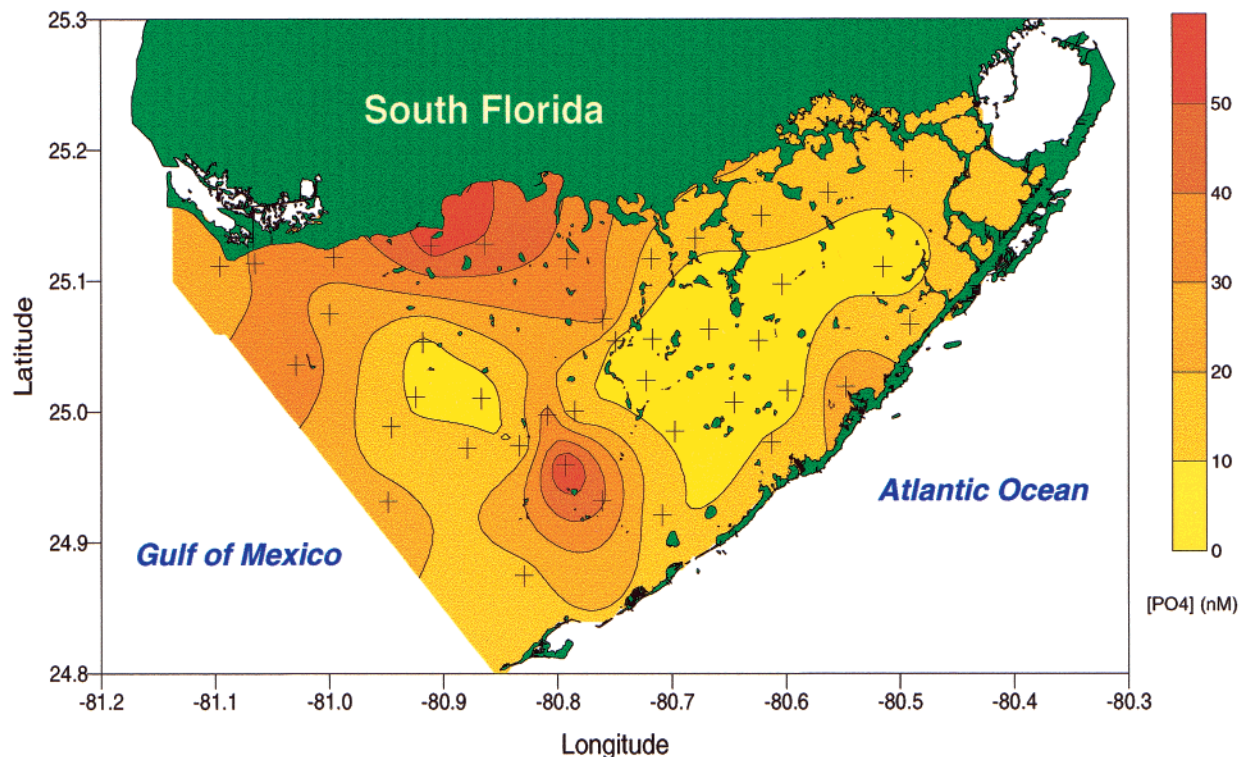 25.3
25.2
25.1
25.0
24.9
24.8
Latitude
South Florida
Gulf of Mexico
Atlantic Ocean
-81.2 -81.1 -81.0 -80.9 -80.8 -80.7 -80.6 -80.5 -80.4 -80.3
Longitude
50
40
30
20
10
0
[PO4] (nM)